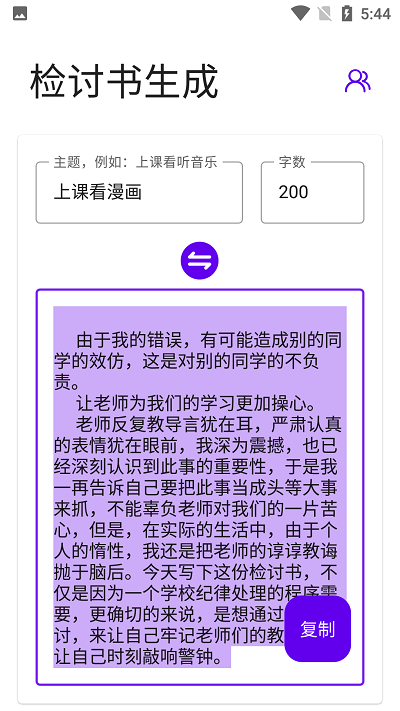 5:44
检讨书生成
主题，例如：上课看听音乐
字数
上课看漫画
200
由于我的错误，有可能造成别的同
学的效仿，这是对别的同学的不负
责。
让老师为我们的学习更加操心。
老师反复教导言犹在耳，严肃认真
的表情犹在眼前，我深为震撼，也已
经深刻认识到此事的重要性，于是我
一再告诉自己要把此事当成头等大事
来抓，不能辜负老师对我们的一片苦
心，但是，在实际的生活中，由于个
人的惰性，我还是把老师的谆谆教诲
抛于脑后。今天写下这份检讨书，不
仅是因为一个学校纪律处理的程序需
要，更确切的来说，是想通过
讨，来让自己牢记老师们的教
让自己时刻敲响警钟。
复制